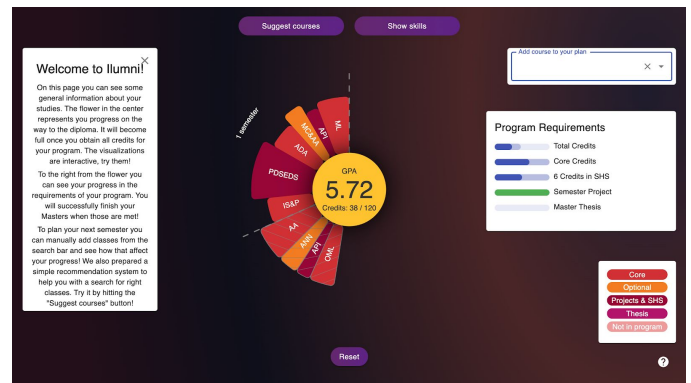 Suggest courses
Show skills
Welcome to Ilumni!
On this page you can see some
general information about your
studies. The flower in the center
represents you progress on the
way to the diploma. It will become
full once you obtain all credits for
your program. The visualizations
are interactive, try them!
To the right from the flower you
can see your progress in the
requirements of your program. You
will successfully finish your
Masters when those are met!
To plan your next semester you
can manually add classes from the
search bar and see how that affect
your progress! We also prepared a
simple recommendation system to
help you with a search for right
classes. Try it by hitting the
"Suggest courses" button!
1 semester
ML
API
MC&AA
ADA
PDSEDS
IS&P
AA
ANN
API
OML
GPA
5.72
Credits: 38 / 120
Add course to your plan
Program Requirements
Total Credits
Core Credits
6 Credits in SHS
Semester Project
Master Thesis
Core
Optional
Projects & SHS
Thesis
Not in program
Reset
?